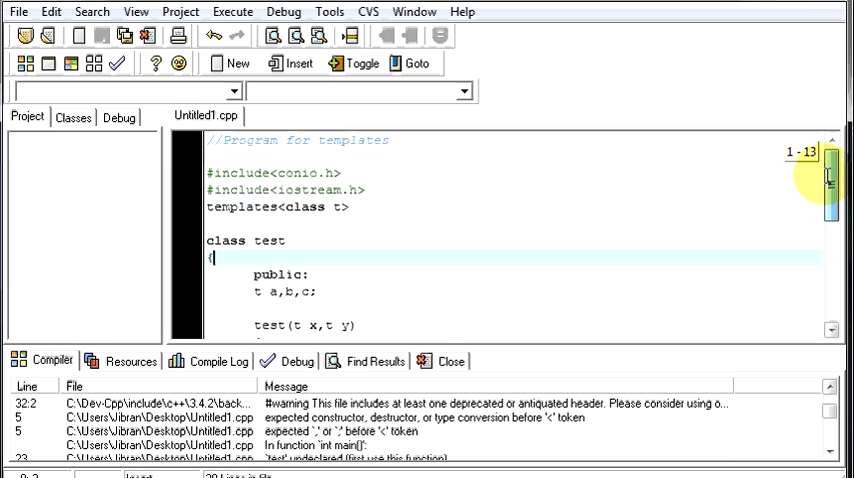 File Edit Search View Project Execute Debug Tools CVS Window Help
New Insert Toggle Goto
Project Classes Debug Untitled1.cpp
//Program for templates
1 - 13
#include<conio.h>
#include<iostream.h>
templates<class t>
class test
{
public:
t a,b,c;
test(t x,t y)
Compiler Resources Compile Log Debug Find Results Close
Line File Message
32:2 C:\Dev-Cpp\include\c++\3.4.2\back... #warning This file includes at least one deprecated or antiquated header. Please consider using o...
5 C:\Users\Jibran\Desktop\Untitled1.cpp expected constructor, destructor, or type conversion before '<' token
5 C:\Users\Jibran\Desktop\Untitled1.cpp expected `,' or `;' before '<' token
C:\Users\Jibran\Desktop\Untitled1.cpp In function `int main()':
23 C:\Users\Jibran\Desktop\Untitled1.cpp `test' undeclared (first use this function)